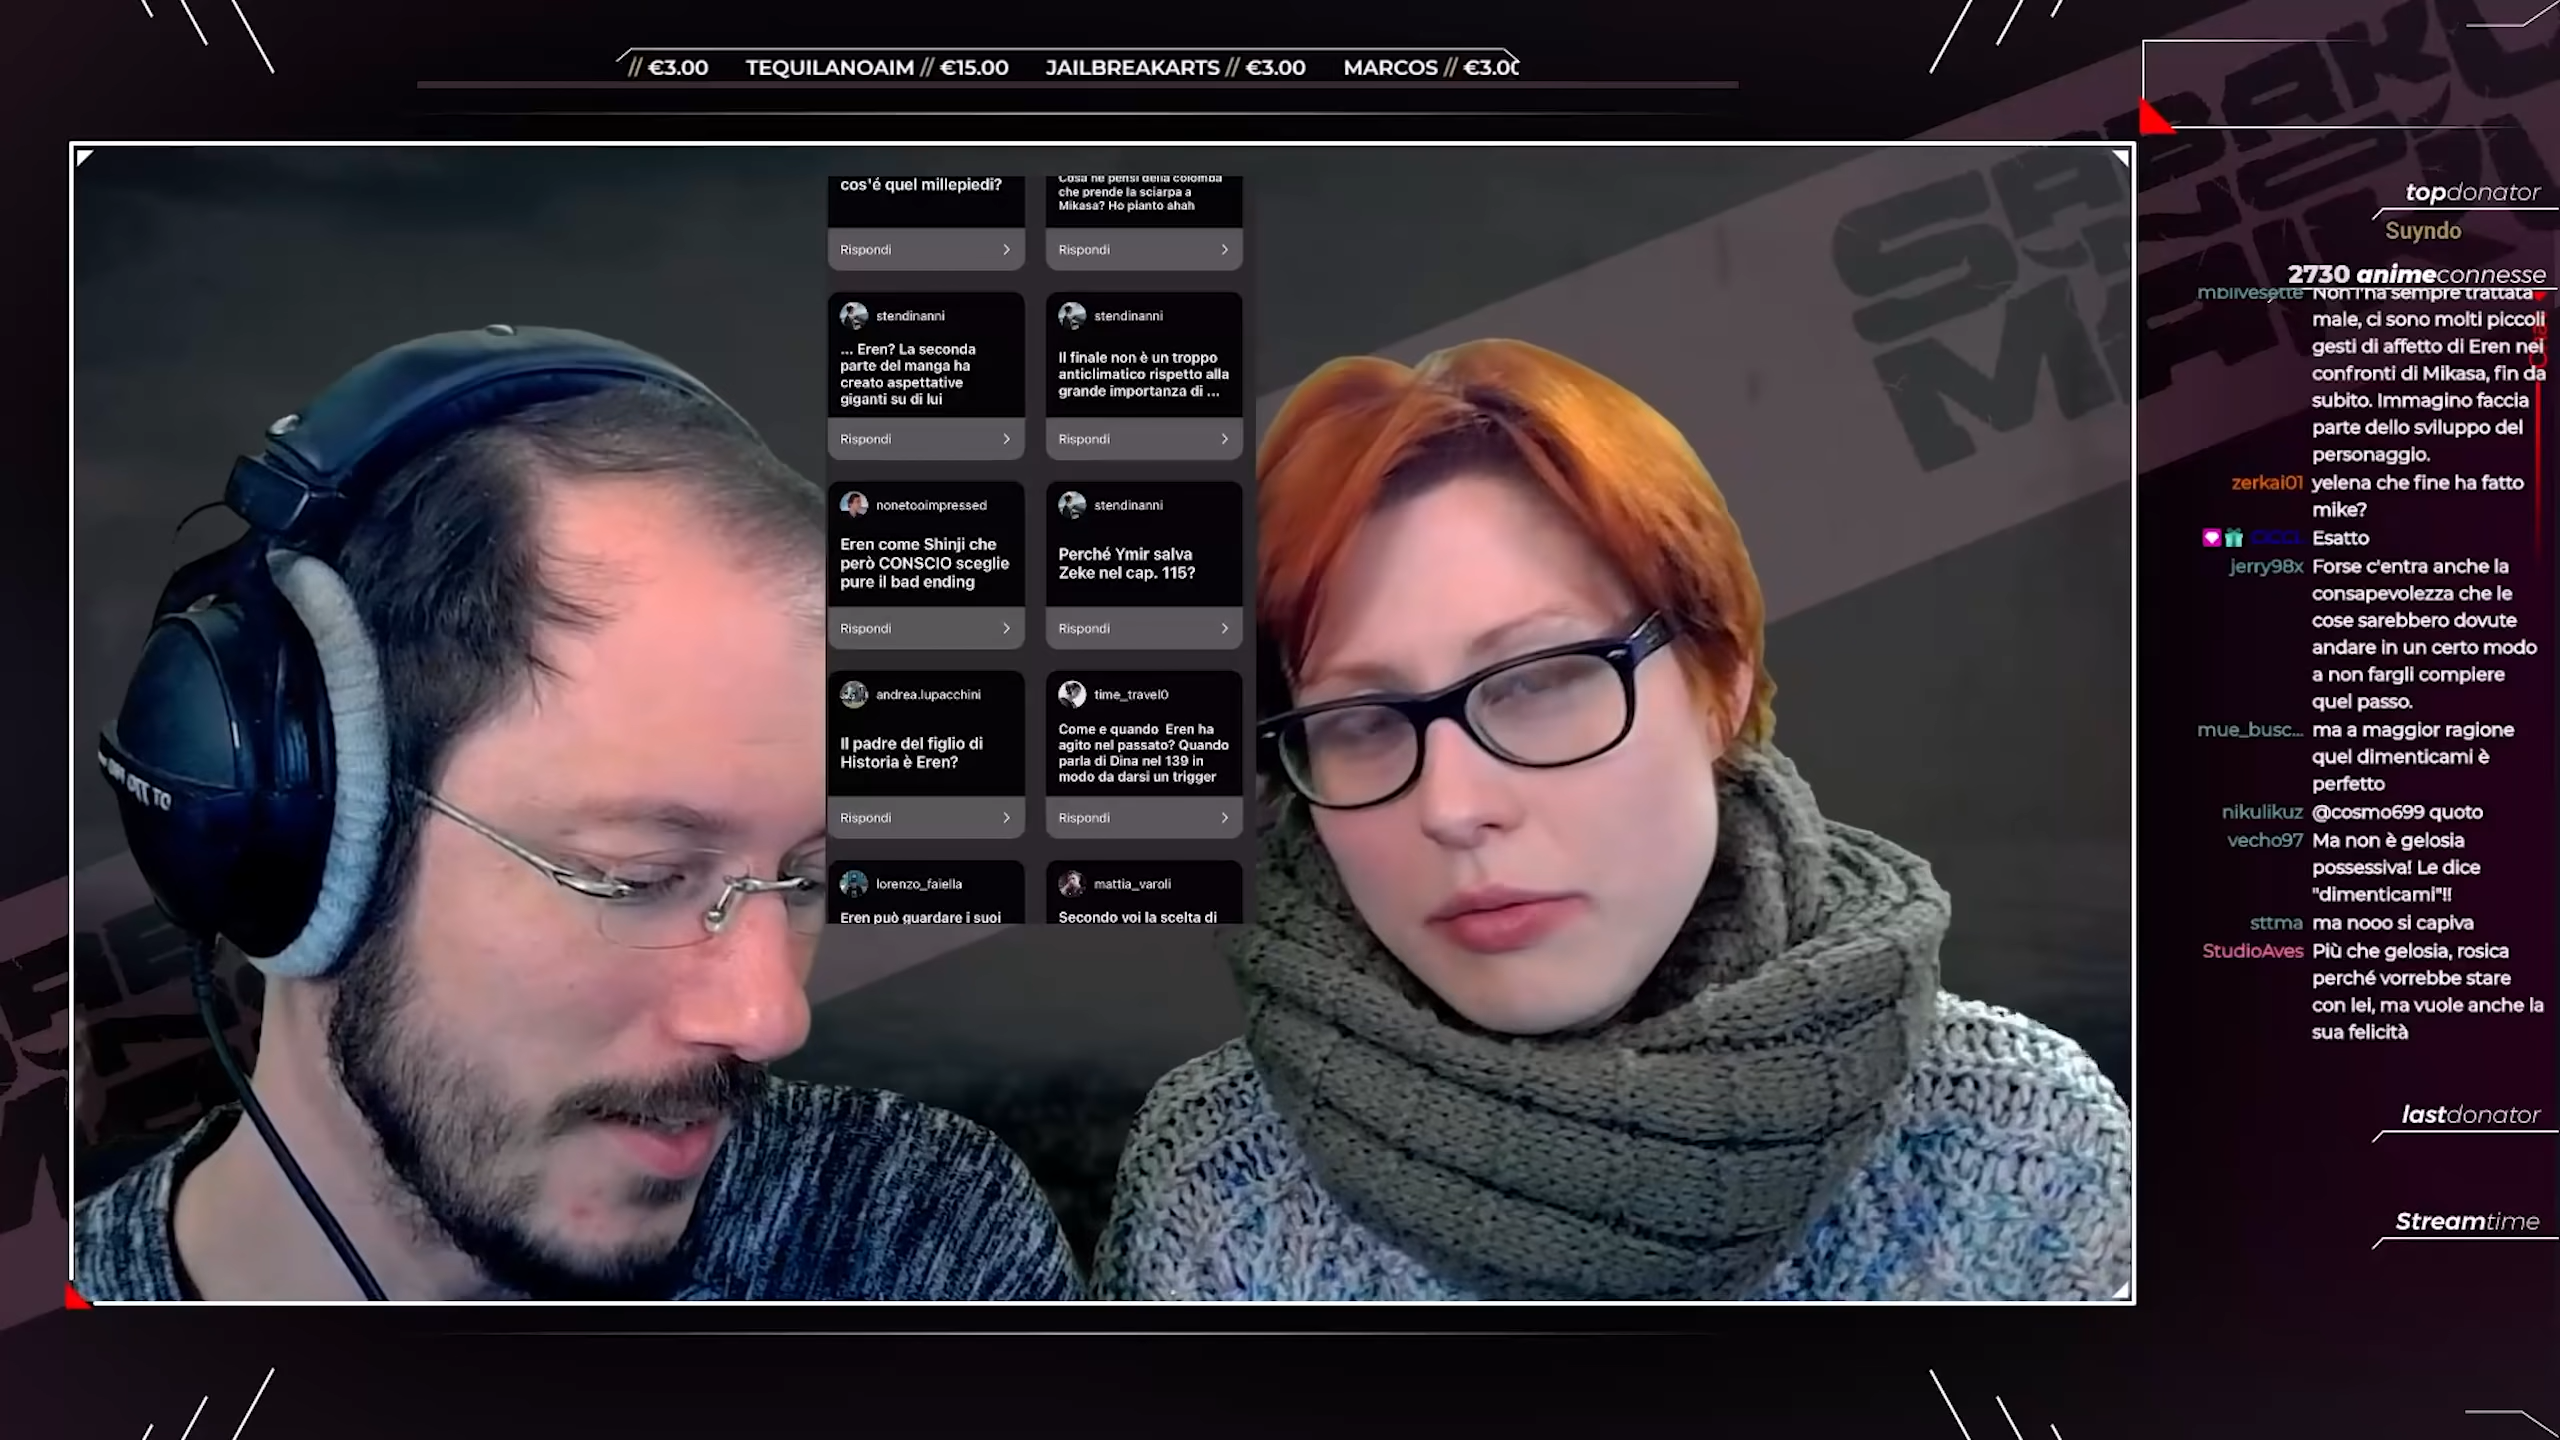 // €3.00 TEQUILANOAIM // €15.00 JAILBREAKARTS // €3.00 MARCOS // €3.00
cos'é quel millepiedi?
Rispondi
Cosa ne pensi della colomba
che prende la sciarpa a
Mikasa? Ho pianto ahah
Rispondi
stendinanni
... Eren? La seconda
parte del manga ha
creato aspettative
giganti su di lui
Rispondi
stendinanni
Il finale non è un troppo
anticlimatico rispetto alla
grande importanza di ...
Rispondi
nonetooimpressed
Eren come Shinji che
però CONSCIO sceglie
pure il bad ending
Rispondi
stendinanni
Perché Ymir salva
Zeke nel cap. 115?
Rispondi
andrea.lupacchini
Il padre del figlio di
Historia è Eren?
Rispondi
time_travel0
Come e quando Eren ha
agito nel passato? Quando
parla di Dina nel 139 in
modo da darsi un trigger
Rispondi
lorenzo_faiella
Eren può guardare i suoi
mattia_varoli
Secondo voi la scelta di
SABAKU
NO
MAIKU
topdonator
Suyndo
2730 animeconnesse
mblivesette Non l'ha sempre trattata
male, ci sono molti piccoli
gesti di affetto di Eren nei
confronti di Mikasa, fin da
subito. Immagino faccia
parte dello sviluppo del
personaggio.
zerkai01 yelena che fine ha fatto
mike?
Esatto
jerry98x Forse c'entra anche la
consapevolezza che le
cose sarebbero dovute
andare in un certo modo
a non fargli compiere
quel passo.
mue_busc... ma a maggior ragione
quel dimenticami è
perfetto
nikulikuz @cosmo699 quoto
vecho97 Ma non è gelosia
possessiva! Le dice
"dimenticami"!!
sttma ma nooo si capiva
StudioAves Più che gelosia, rosica
perché vorrebbe stare
con lei, ma vuole anche la
sua felicità
lastdonator
Streamtime